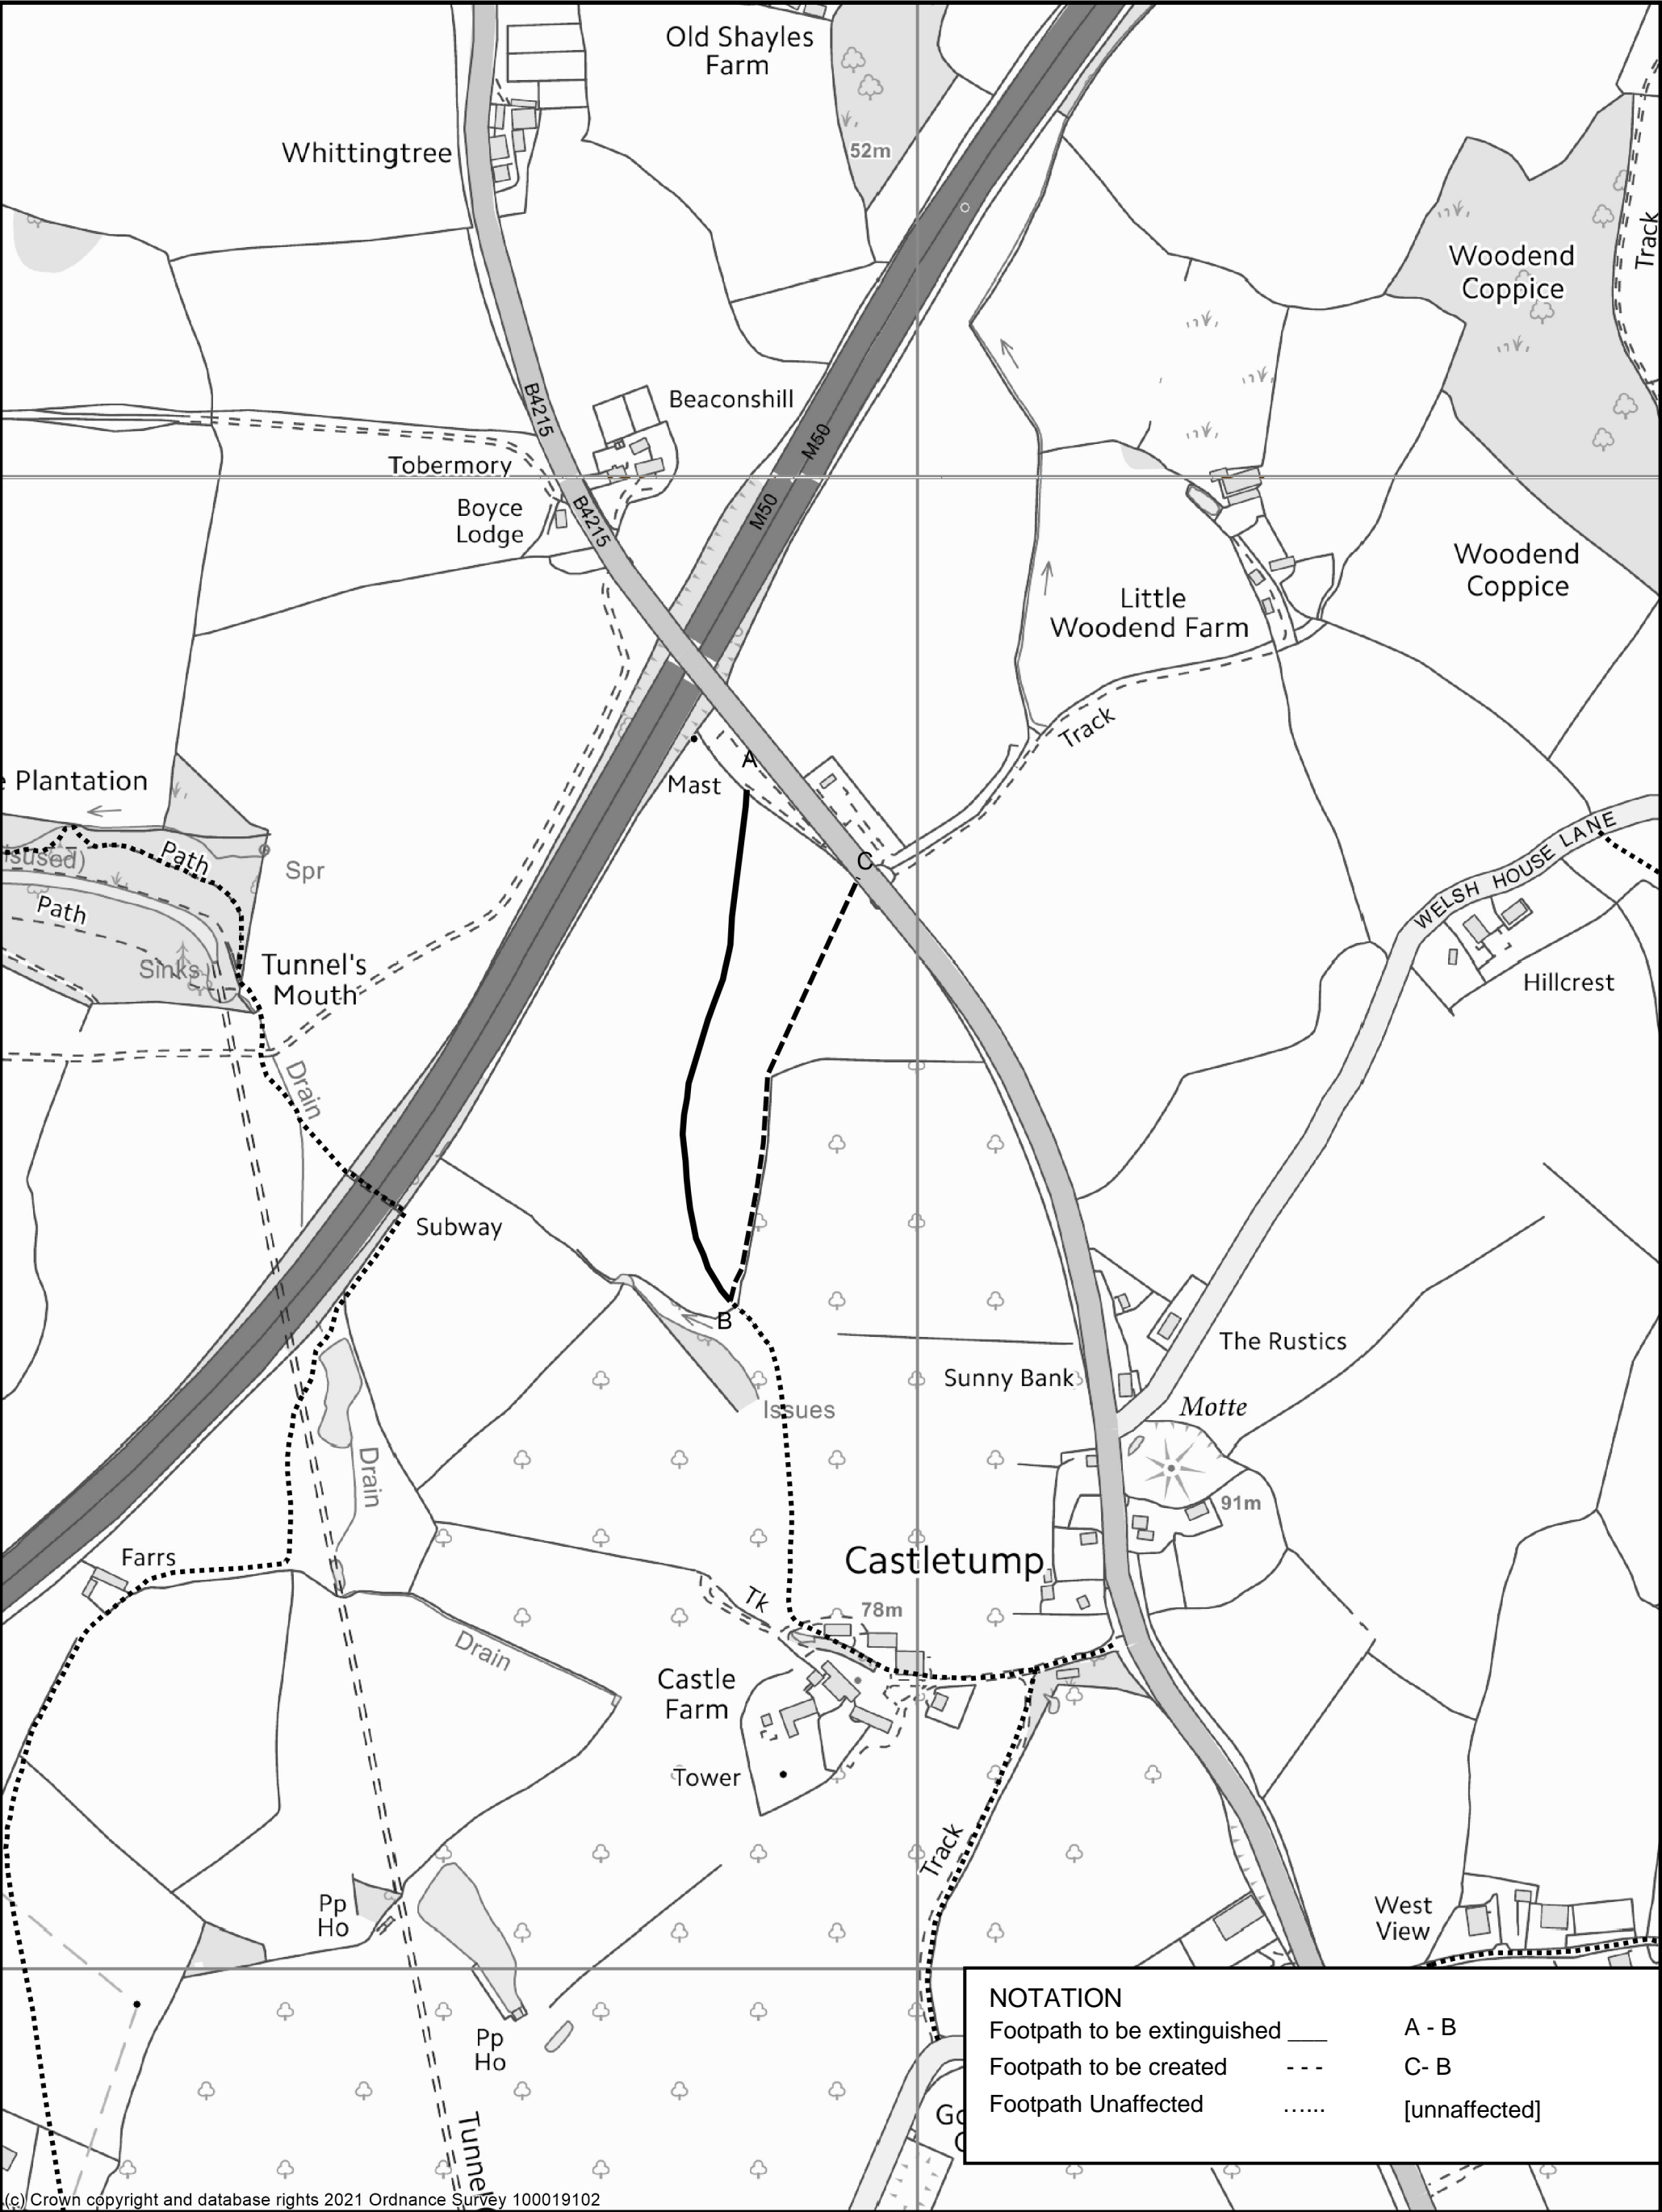 Old Shayles
Farm
52m
Whittingtree
Woodend
Coppice
Track
B4215
Beaconshill
M50
Tobermory
M50
Boyce
Lodge
B4215
Woodend
Coppice
Little
Woodend Farm
Track
A
Mast
Plantation
Path
Spr
C
WELSH HOUSE LANE
Path
Sinks
Tunnel's
Mouth
Hillcrest
Drain
Subway
B
The Rustics
Sunny Bank
Issues
Motte
Drain
91m
Farrs
Castletump
Tk
78m
Drain
Castle
Farm
Tower
Track
Pp
Ho
West
View
Pp
Ho
Tunnel
NOTATION
Footpath to be extinguished ___ A - B
Footpath to be created - - - C- B
Footpath Unaffected ...... [unnaffected]
(c) Crown copyright and database rights 2021 Ordnance Survey 100019102